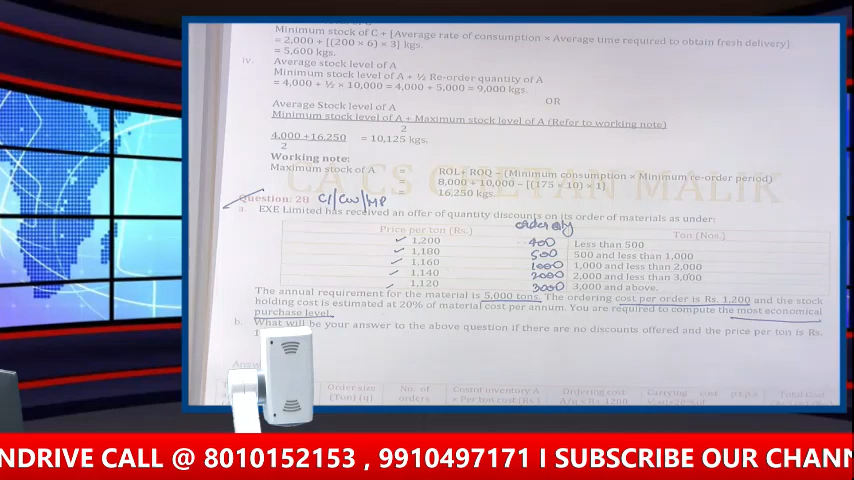 Minimum stock of C + [Average rate of consumption × Average time required to obtain fresh delivery]
= 2,000 + [(200 × 6) × 3] kgs.
= 5,600 kgs.
iv. Average stock level of A
Minimum stock level of A + ½ Re-order quantity of A
= 4,000 + ½ × 10,000 = 4,000 + 5,000 = 9,000 kgs.
OR
Average Stock level of A
Minimum stock level of A + Maximum stock level of A (Refer to working note)
2
4,000 +16,250 = 10,125 kgs.
2
Working note:
Maximum stock of A = ROL+ ROQ – (Minimum consumption × Minimum re-order period)
= 8,000 + 10,000 – [(175 × 10) × 1]
= 16,250 kgs.
CA CS CHETAN MALIK
Question: 28
a. EXE Limited has received an offer of quantity discounts on its order of materials as under:
order qty
Price per ton (Rs.) Ton (Nos.)
1,200 400 Less than 500
1,180 500 500 and less than 1,000
1,160 1000 1,000 and less than 2,000
1,140 2000 2,000 and less than 3,000
1,120 3000 3,000 and above.
The annual requirement for the material is 5,000 tons. The ordering cost per order is Rs. 1,200 and the stock
holding cost is estimated at 20% of material cost per annum. You are required to compute the most economical
purchase level.
b. What will be your answer to the above question if there are no discounts offered and the price per ton is Rs.
Order size No. of Cost of inventory A Ordering cost Carrying cost p.u.p.a. Total Cost
(Ton) (q) orders × Per ton cost (Rs.) A/q × Rs. 1200
NDRIVE CALL @ 8010152153 , 9910497171 I SUBSCRIBE OUR CHANN